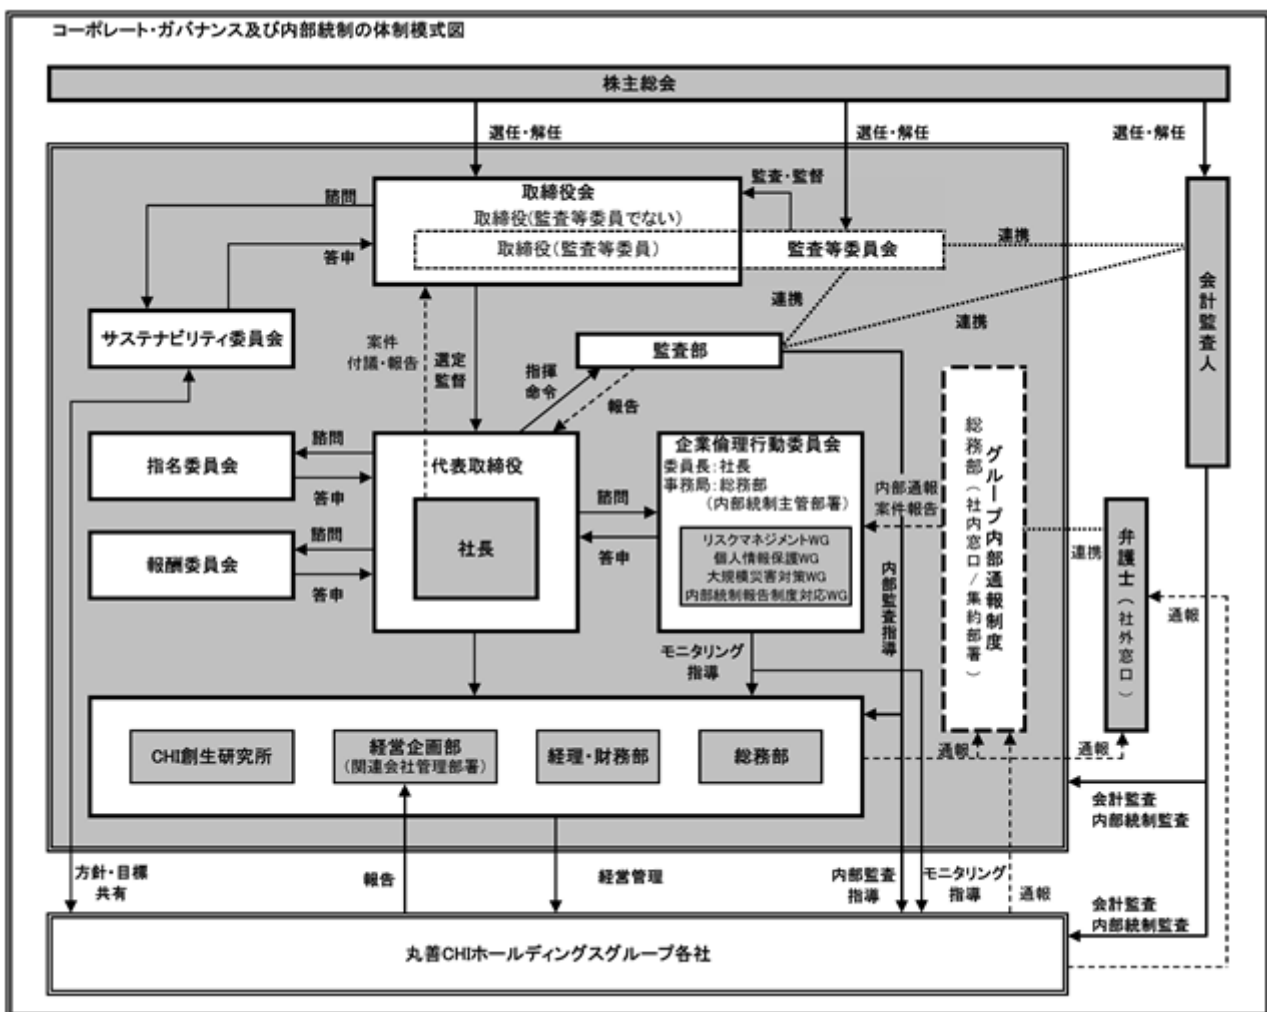 コーポレート・ガバナンス及び内部統制の体制模式図
株主総会
選任・解任
選任・解任
選任・解任
諮問
答申
取締役会
取締役(監査等委員でない)
取締役(監査等委員)
監査・監督
監査等委員会
連携
連携
連携
会計監査人
サステナビリティ委員会
案件
付議・報告
選定
監督
監査部
指揮
命令
報告
指名委員会
諮問
答申
報酬委員会
諮問
答申
代表取締役
社長
諮問
答申
企業倫理行動委員会
委員長:社長
事務局:総務部
(内部統制主管部署)
リスクマネジメントWG
個人情報保護WG
大規模災害対策WG
内部統制報告制度対応WG
内部通報
案件報告
内部監査指導
グループ内部通報制度
総務部(社内窓口/集約部署)
連携
弁護士(社外窓口)
通報
モニタリング
指導
CHI創生研究所
経営企画部
(関連会社管理部署)
経理・財務部
総務部
通報
通報
会計監査
内部統制監査
方針・目標
共有
報告
経営管理
内部監査
指導
モニタリング
指導
通報
会計監査
内部統制監査
丸善CHIホールディングスグループ各社